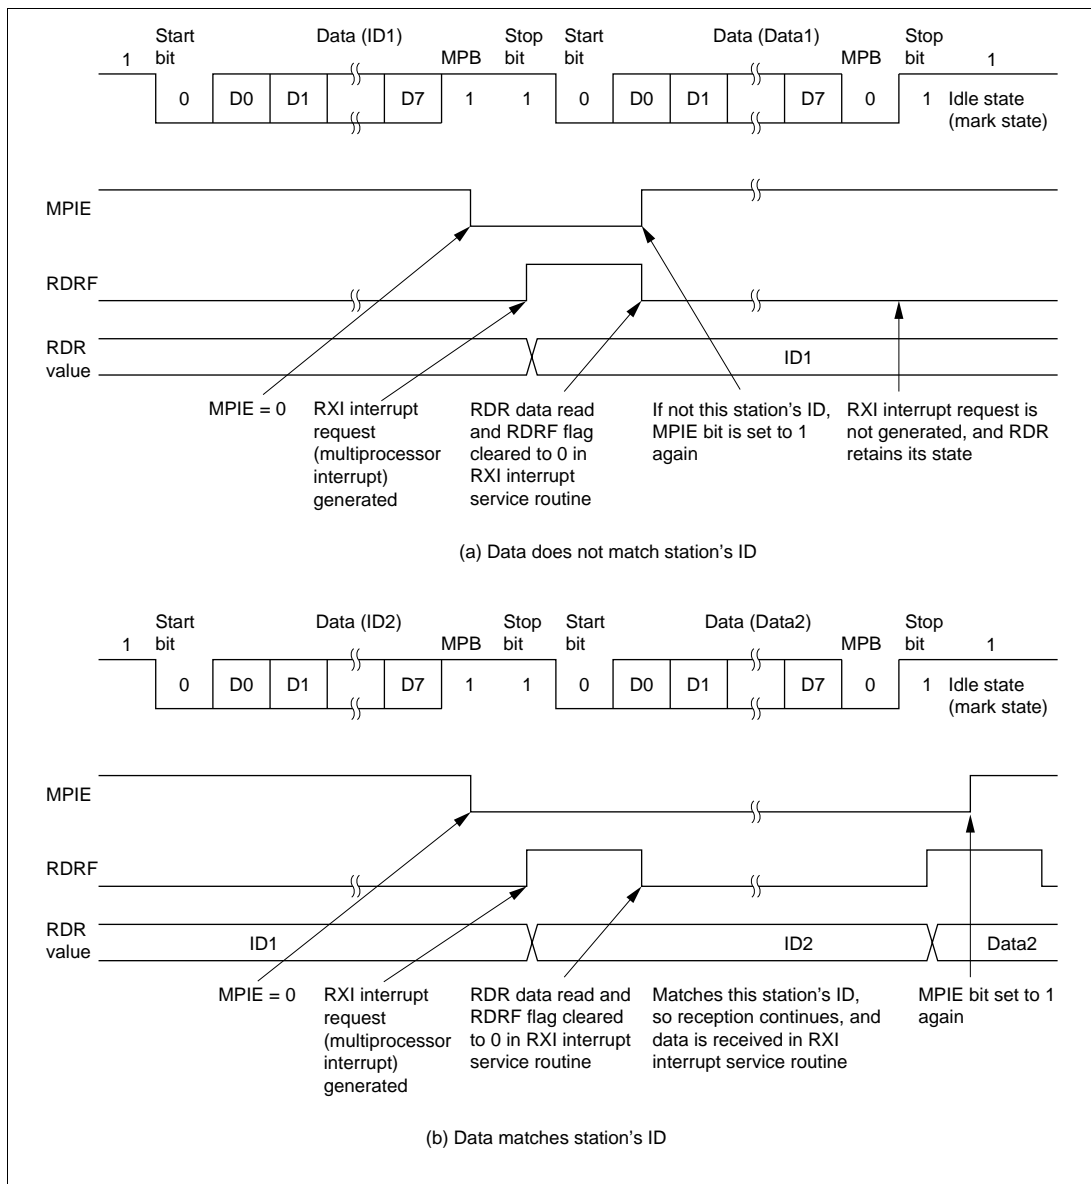 Start bit Data (ID1) MPB Stop bit Start bit Data (Data1) MPB Stop bit
1 0 D0 D1 D7 1 1 0 D0 D1 D7 0 1 1
Idle state
(mark state)
MPIE
RDRF
RDR
value
ID1
MPIE = 0
RXI interrupt
request
(multiprocessor
interrupt)
generated
RDR data read
and RDRF flag
cleared to 0 in
RXI interrupt
service routine
If not this station's ID,
MPIE bit is set to 1
again
RXI interrupt request is
not generated, and RDR
retains its state
(a) Data does not match station's ID
Start bit Data (ID2) MPB Stop bit Start bit Data (Data2) MPB Stop bit
1 0 D0 D1 D7 1 1 0 D0 D1 D7 0 1 1
Idle state
(mark state)
MPIE
RDRF
RDR
value
ID1 ID2 Data2
MPIE = 0
RXI interrupt
request
(multiprocessor
interrupt)
generated
RDR data read and
RDRF flag cleared
to 0 in RXI interrupt
service routine
Matches this station's ID,
so reception continues, and
data is received in RXI
interrupt service routine
MPIE bit set to 1
again
(b) Data matches station's ID